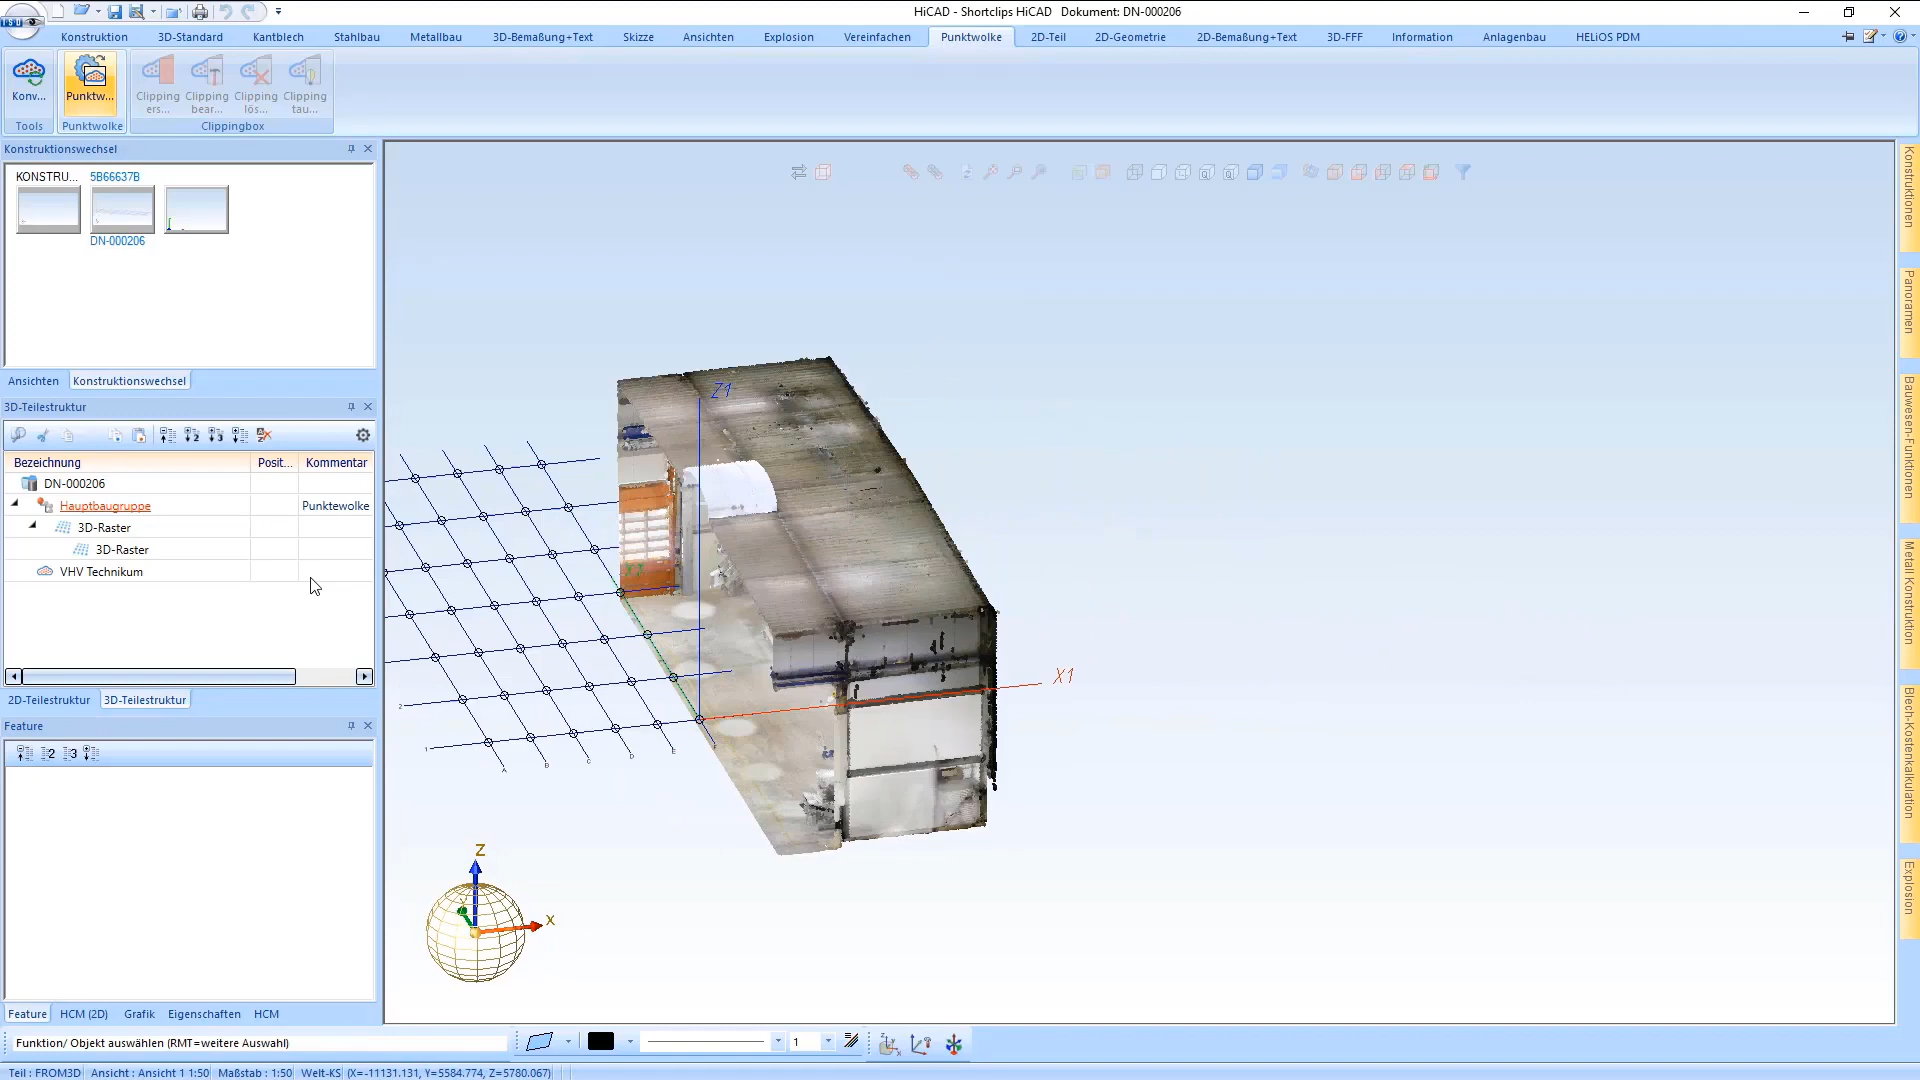 HiCAD - Shortclips HiCAD   Dokument: DN-000206
ISD
Konstruktion 3D-Standard Kantblech Stahlbau Metallbau 3D-Bemaßung+Text Skizze Ansichten Explosion Vereinfachen Punktwolke 2D-Teil 2D-Geometrie 2D-Bemaßung+Text 3D-FFF Information Anlagenbau HELiOS PDM
Konv... Punktw... Clipping ers... Clipping bear... Clipping lös... Clipping tau...
Tools Punktwolke Clippingbox
Konstruktionswechsel
KONSTRU... 5B66637B
DN-000206
Ansichten Konstruktionswechsel
3D-Teilestruktur
Bezeichnung Posit... Kommentar
DN-000206
Hauptbaugruppe Punktewolke
3D-Raster
3D-Raster
VHV Technikum
2D-Teilestruktur 3D-Teilestruktur
Feature
Feature HCM (2D) Grafik Eigenschaften HCM
Z1
Y1
X1
2
1
A B C D E
Z
X
Konstruktionen
Panoramen
Bauwesen-Funktionen
Metall Konstruktion
Blech-Kostenkalkulation
Explosion
Funktion/ Objekt auswählen (RMT=weitere Auswahl)
1
Teil : FROM3D Ansicht : Ansicht 1 1:50 Maßstab : 1:50 Welt-KS (X=-11131.131, Y=5584.774, Z=5780.067)